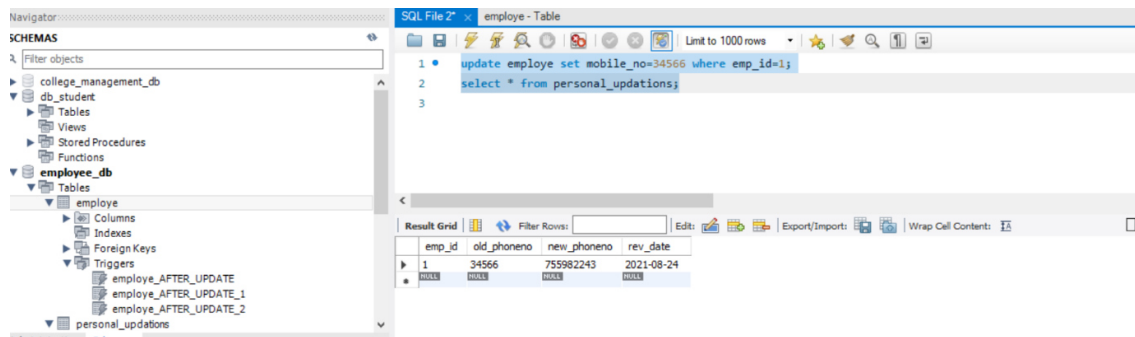 Navigator
SCHEMAS
Filter objects
college_management_db
db_student
Tables
Views
Stored Procedures
Functions
employee_db
Tables
employe
Columns
Indexes
Foreign Keys
Triggers
employe_AFTER_UPDATE
employe_AFTER_UPDATE_1
employe_AFTER_UPDATE_2
personal_updations
SQL File 2* employe - Table
Limit to 1000 rows
1 update employe set mobile_no=34566 where emp_id=1;
2 select * from personal_updations;
3
Result Grid Filter Rows: Edit: Export/Import: Wrap Cell Content:
emp_id old_phoneno new_phoneno rev_date
1 34566 755982243 2021-08-24
NULL NULL NULL NULL